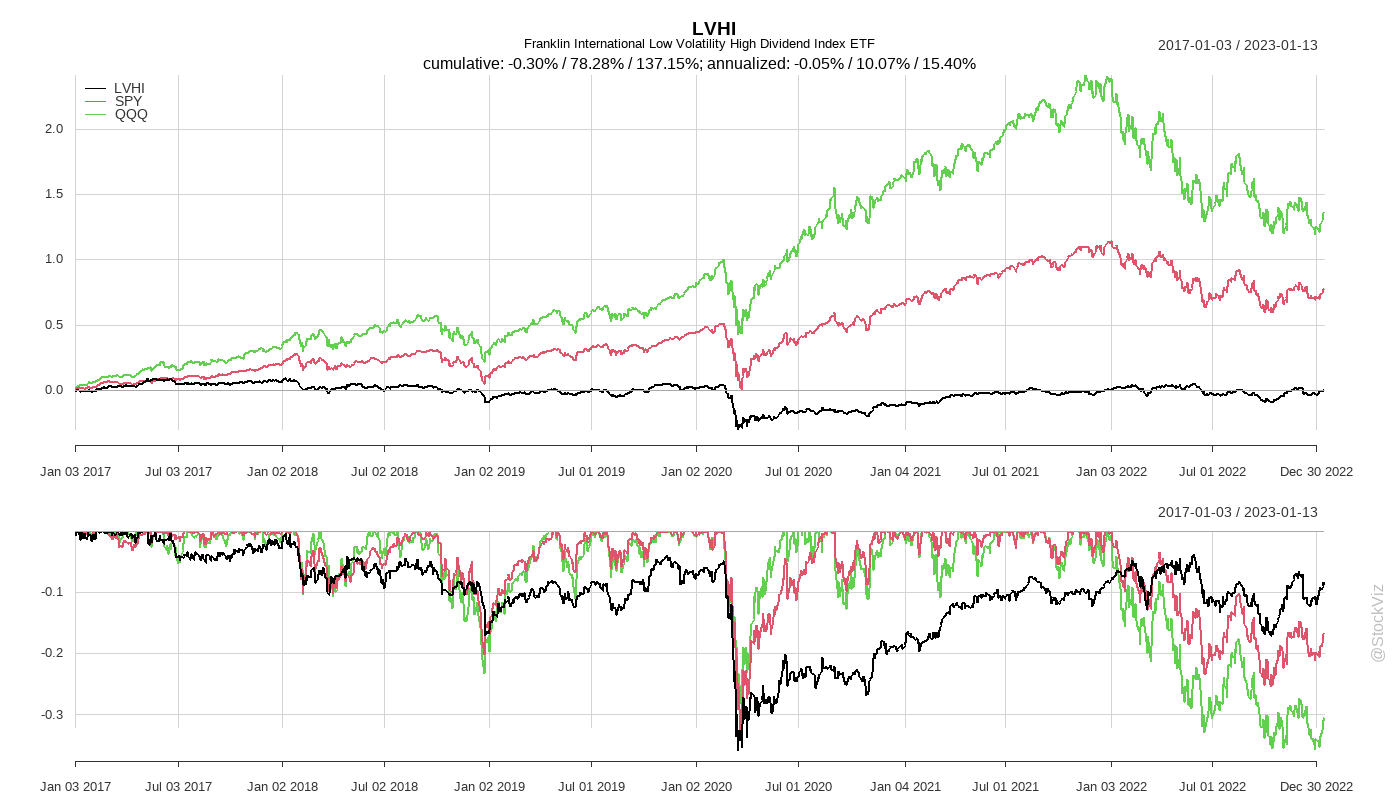 LVHI
Franklin International Low Volatility High Dividend Index ETF
2017-01-03 / 2023-01-13
cumulative: -0.30% / 78.28% / 137.15%; annualized: -0.05% / 10.07% / 15.40%
LVHI
SPY
QQQ
2.0
1.5
1.0
0.5
0.0
Jan 03 2017 Jul 03 2017 Jan 02 2018 Jul 02 2018 Jan 02 2019 Jul 01 2019 Jan 02 2020 Jul 01 2020 Jan 04 2021 Jul 01 2021 Jan 03 2022 Jul 01 2022 Dec 30 2022
2017-01-03 / 2023-01-13
-0.1
-0.2
-0.3
Jan 03 2017 Jul 03 2017 Jan 02 2018 Jul 02 2018 Jan 02 2019 Jul 01 2019 Jan 02 2020 Jul 01 2020 Jan 04 2021 Jul 01 2021 Jan 03 2022 Jul 01 2022 Dec 30 2022
@StockViz